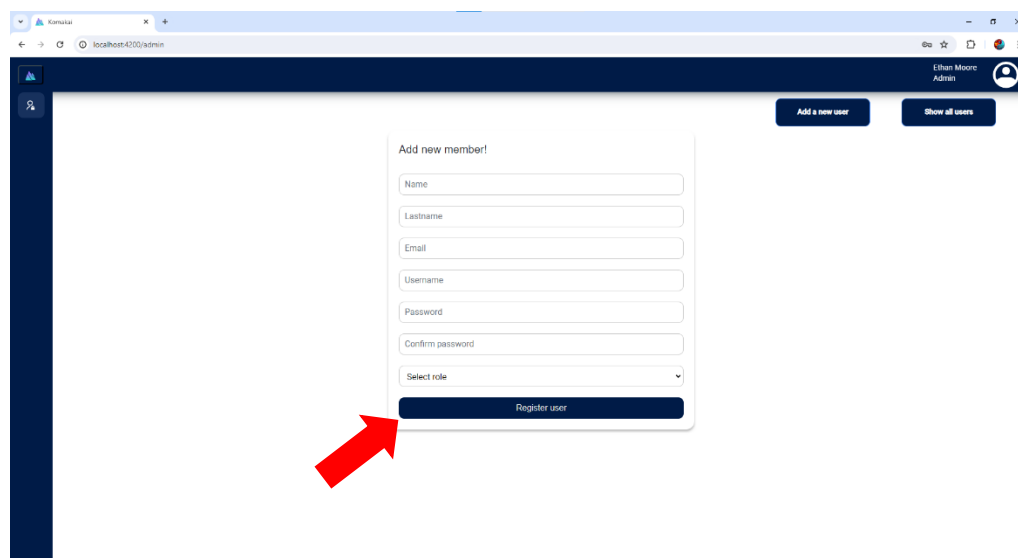 Komakai
localhost:4200/admin
Ethan Moore
Admin
Add a new user
Show all users
Add new member!
Name
Lastname
Email
Username
Password
Confirm password
Select role
Register user